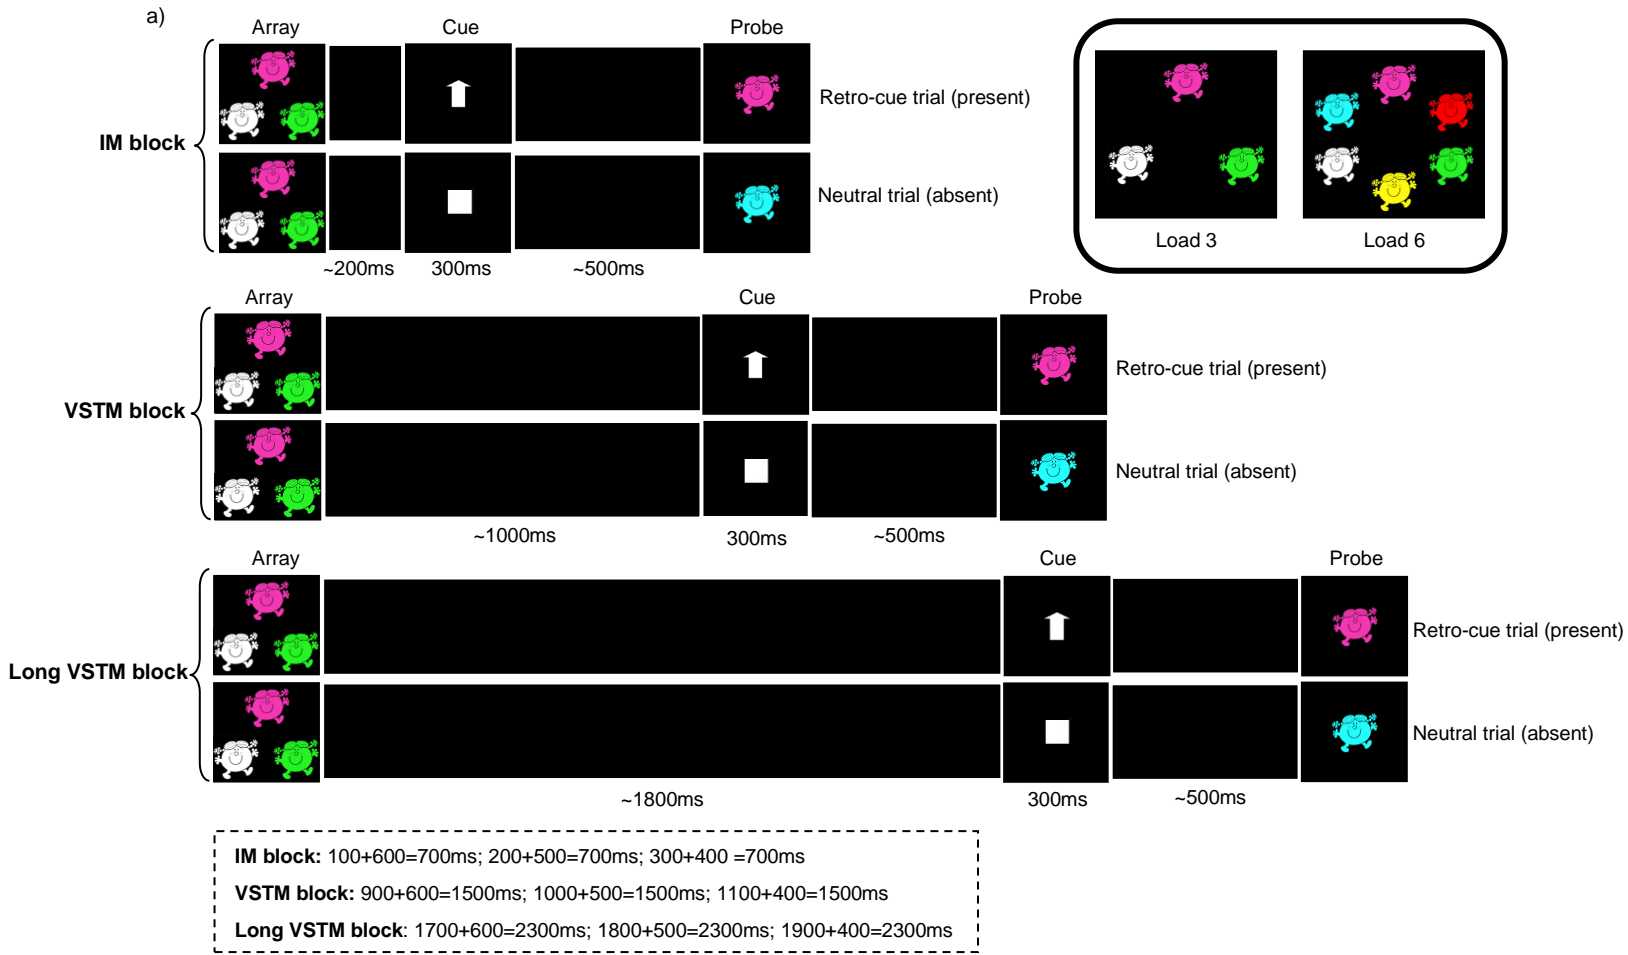 a)
Array Cue Probe
IM block
Retro-cue trial (present)
Neutral trial (absent)
~200ms 300ms ~500ms
Load 3 Load 6
Array Cue Probe
VSTM block
Retro-cue trial (present)
Neutral trial (absent)
~1000ms 300ms ~500ms
Array Cue Probe
Long VSTM block
Retro-cue trial (present)
Neutral trial (absent)
~1800ms 300ms ~500ms
IM block: 100+600=700ms; 200+500=700ms; 300+400 =700ms
VSTM block: 900+600=1500ms; 1000+500=1500ms; 1100+400=1500ms
Long VSTM block: 1700+600=2300ms; 1800+500=2300ms; 1900+400=2300ms